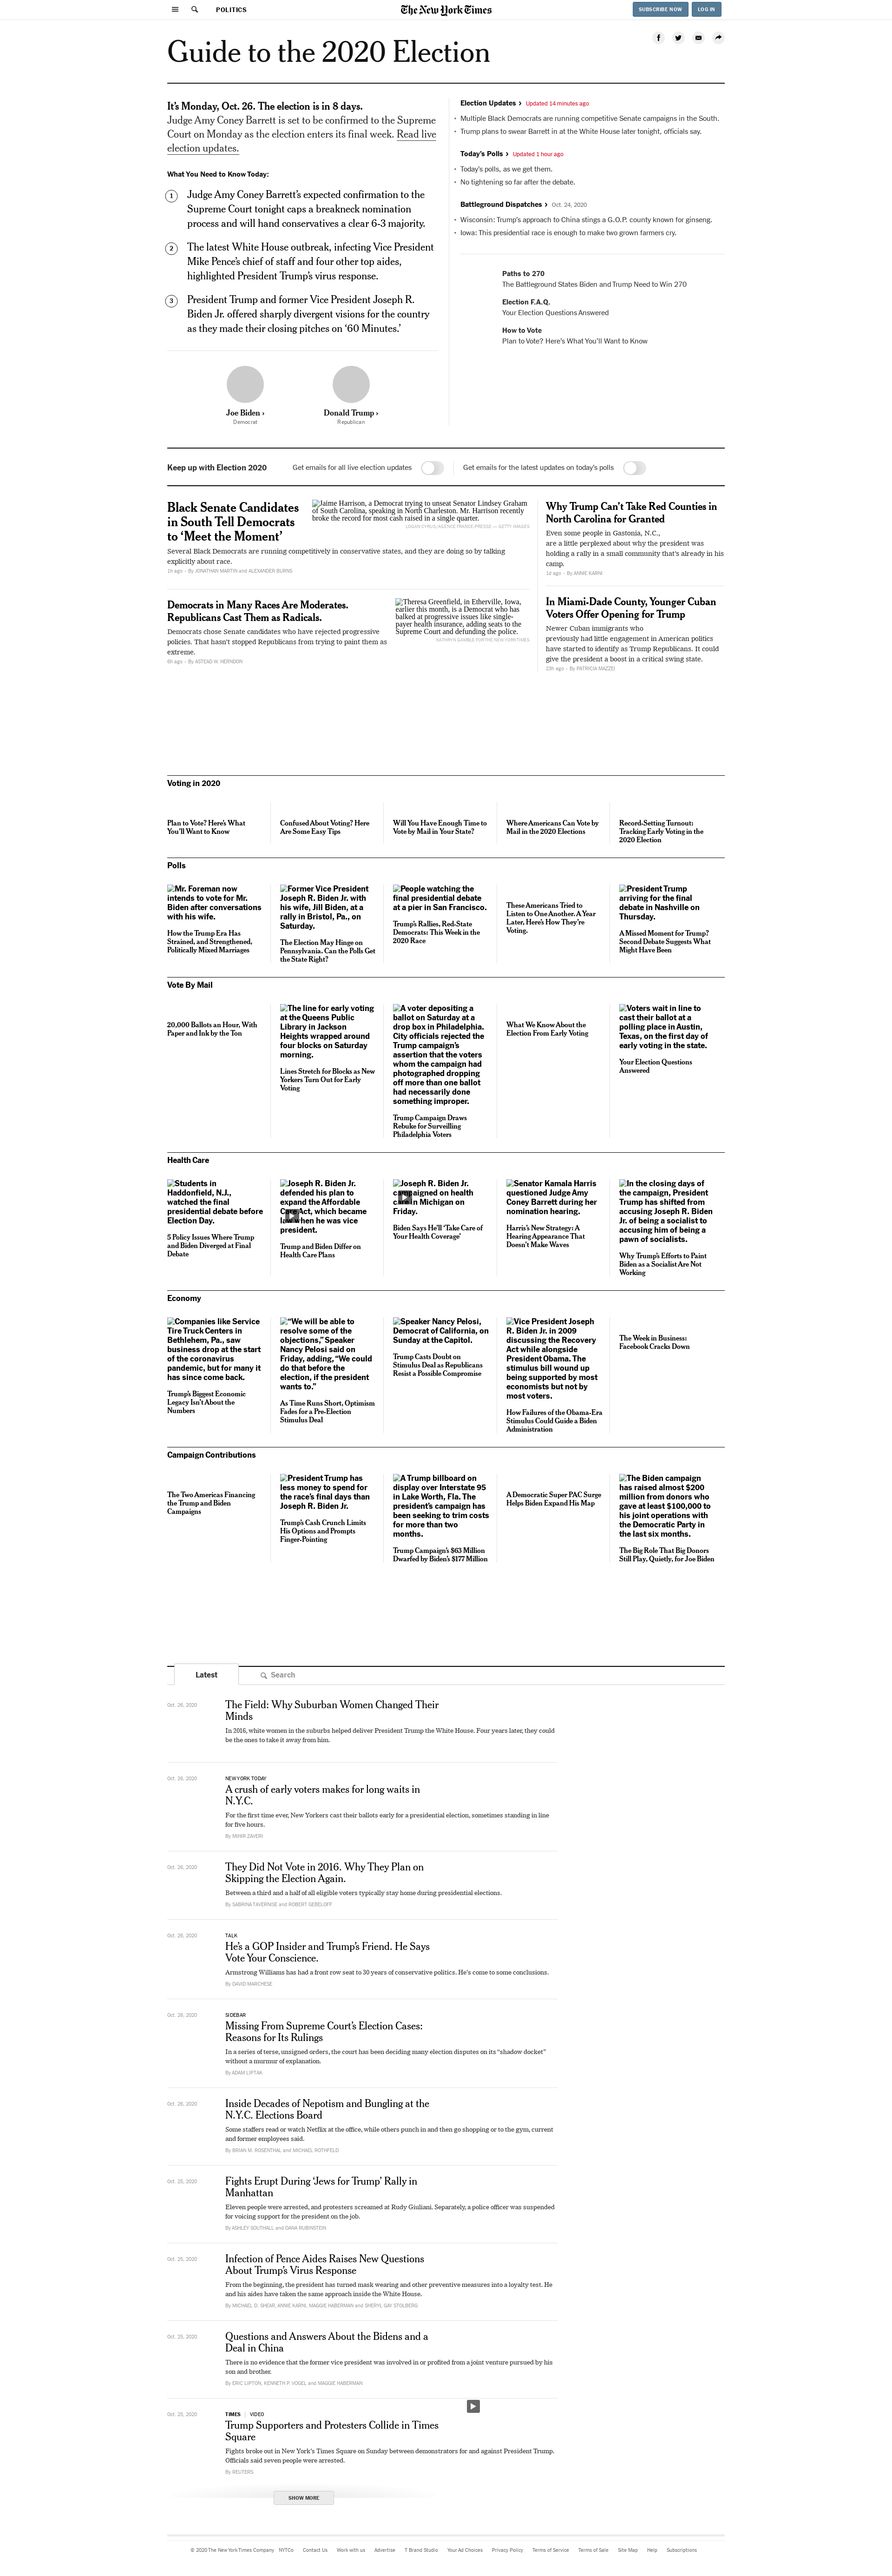 POLITICS
The New York Times
SUBSCRIBE NOW
LOG IN
Guide to the 2020 Election
It's Monday, Oct. 26. The election is in 8 days.
Judge Amy Coney Barrett is set to be confirmed to the Supreme
Court on Monday as the election enters its final week. Read live
election updates.
What You Need to Know Today:
1
Judge Amy Coney Barrett's expected confirmation to the
Supreme Court tonight caps a breakneck nomination
process and will hand conservatives a clear 6-3 majority.
2
The latest White House outbreak, infecting Vice President
Mike Pence's chief of staff and four other top aides,
highlighted President Trump's virus response.
3
President Trump and former Vice President Joseph R.
Biden Jr. offered sharply divergent visions for the country
as they made their closing pitches on '60 Minutes.'
Joe Biden ›
Democrat
Donald Trump ›
Republican
Election Updates › Updated 14 minutes ago
• Multiple Black Democrats are running competitive Senate campaigns in the South.
• Trump plans to swear Barrett in at the White House later tonight, officials say.
Today's Polls › Updated 1 hour ago
• Today's polls, as we get them.
• No tightening so far after the debate.
Battleground Dispatches › Oct. 24, 2020
• Wisconsin: Trump's approach to China stings a G.O.P. county known for ginseng.
• Iowa: This presidential race is enough to make two grown farmers cry.
Paths to 270
The Battleground States Biden and Trump Need to Win 270
Election F.A.Q.
Your Election Questions Answered
How to Vote
Plan to Vote? Here's What You'll Want to Know
Keep up with Election 2020
Get emails for all live election updates
Get emails for the latest updates on today's polls
Black Senate Candidates
in South Tell Democrats
to 'Meet the Moment'
Jaime Harrison, a Democrat trying to unseat Senator Lindsey Graham
of South Carolina, speaking in North Charleston. Mr. Harrison recently
broke the record for most cash raised in a single quarter.
LOGAN CYRUS/AGENCE FRANCE-PRESSE — GETTY IMAGES
Several Black Democrats are running competitively in conservative states, and they are doing so by talking
explicitly about race.
1h ago • By JONATHAN MARTIN and ALEXANDER BURNS
Democrats in Many Races Are Moderates.
Republicans Cast Them as Radicals.
Democrats chose Senate candidates who have rejected progressive
policies. That hasn't stopped Republicans from trying to paint them as
extreme.
6h ago • By ASTEAD W. HERNDON
Theresa Greenfield, in Etherville, Iowa,
earlier this month, is a Democrat who has
balked at progressive issues like single-
payer health insurance, adding seats to the
Supreme Court and defunding the police.
KATHRYN GAMBLE FOR THE NEW YORK TIMES
Why Trump Can't Take Red Counties in
North Carolina for Granted
Even some people in Gastonia, N.C.,
are a little perplexed about why the president was
holding a rally in a small community that's already in his
camp.
1d ago • By ANNIE KARNI
In Miami-Dade County, Younger Cuban
Voters Offer Opening for Trump
Newer Cuban immigrants who
previously had little engagement in American politics
have started to identify as Trump Republicans. It could
give the president a boost in a critical swing state.
23h ago • By PATRICIA MAZZEI
Voting in 2020
Plan to Vote? Here's What
You'll Want to Know
Confused About Voting? Here
Are Some Easy Tips
Will You Have Enough Time to
Vote by Mail in Your State?
Where Americans Can Vote by
Mail in the 2020 Elections
Record-Setting Turnout:
Tracking Early Voting in the
2020 Election
Polls
Mr. Foreman now
intends to vote for Mr.
Biden after conversations
with his wife.
How the Trump Era Has
Strained, and Strengthened,
Politically Mixed Marriages
Former Vice President
Joseph R. Biden Jr. with
his wife, Jill Biden, at a
rally in Bristol, Pa., on
Saturday.
The Election May Hinge on
Pennsylvania. Can the Polls Get
the State Right?
People watching the
final presidential debate
at a pier in San Francisco.
Trump's Rallies, Red-State
Democrats: This Week in the
2020 Race
These Americans Tried to
Listen to One Another. A Year
Later, Here's How They're
Voting.
President Trump
arriving for the final
debate in Nashville on
Thursday.
A Missed Moment for Trump?
Second Debate Suggests What
Might Have Been
Vote By Mail
20,000 Ballots an Hour, With
Paper and Ink by the Ton
The line for early voting
at the Queens Public
Library in Jackson
Heights wrapped around
four blocks on Saturday
morning.
Lines Stretch for Blocks as New
Yorkers Turn Out for Early
Voting
A voter depositing a
ballot on Saturday at a
drop box in Philadelphia.
City officials rejected the
Trump campaign's
assertion that the voters
whom the campaign had
photographed dropping
off more than one ballot
had necessarily done
something improper.
Trump Campaign Draws
Rebuke for Surveilling
Philadelphia Voters
What We Know About the
Election From Early Voting
Voters wait in line to
cast their ballot at a
polling place in Austin,
Texas, on the first day of
early voting in the state.
Your Election Questions
Answered
Health Care
Students in
Haddonfield, N.J.,
watched the final
presidential debate before
Election Day.
5 Policy Issues Where Trump
and Biden Diverged at Final
Debate
Joseph R. Biden Jr.
defended his plan to
expand the Affordable
Act, which became
hen he was vice
president.
Trump and Biden Differ on
Health Care Plans
Joseph R. Biden Jr.
igned on health
n Michigan on
Friday.
Biden Says He'll 'Take Care of
Your Health Coverage'
Senator Kamala Harris
questioned Judge Amy
Coney Barrett during her
nomination hearing.
Harris's New Strategy: A
Hearing Appearance That
Doesn't Make Waves
In the closing days of
the campaign, President
Trump has shifted from
accusing Joseph R. Biden
Jr. of being a socialist to
accusing him of being a
pawn of socialists.
Why Trump's Efforts to Paint
Biden as a Socialist Are Not
Working
Economy
Companies like Service
Tire Truck Centers in
Bethlehem, Pa., saw
business drop at the start
of the coronavirus
pandemic, but for many it
has since come back.
Trump's Biggest Economic
Legacy Isn't About the
Numbers
"We will be able to
resolve some of the
objections," Speaker
Nancy Pelosi said on
Friday, adding, "We could
do that before the
election, if the president
wants to."
As Time Runs Short, Optimism
Fades for a Pre-Election
Stimulus Deal
Speaker Nancy Pelosi,
Democrat of California, on
Sunday at the Capitol.
Trump Casts Doubt on
Stimulus Deal as Republicans
Resist a Possible Compromise
Vice President Joseph
R. Biden Jr. in 2009
discussing the Recovery
Act while alongside
President Obama. The
stimulus bill wound up
being supported by most
economists but not by
most voters.
How Failures of the Obama-Era
Stimulus Could Guide a Biden
Administration
The Week in Business:
Facebook Cracks Down
Campaign Contributions
The Two Americas Financing
the Trump and Biden
Campaigns
President Trump has
less money to spend for
the race's final days than
Joseph R. Biden Jr.
Trump's Cash Crunch Limits
His Options and Prompts
Finger-Pointing
A Trump billboard on
display over Interstate 95
in Lake Worth, Fla. The
president's campaign has
been seeking to trim costs
for more than two
months.
Trump Campaign's $63 Million
Dwarfed by Biden's $177 Million
A Democratic Super PAC Surge
Helps Biden Expand His Map
The Biden campaign
has raised almost $200
million from donors who
gave at least $100,000 to
his joint operations with
the Democratic Party in
the last six months.
The Big Role That Big Donors
Still Play, Quietly, for Joe Biden
Latest
Search
Oct. 26, 2020
The Field: Why Suburban Women Changed Their
Minds
In 2016, white women in the suburbs helped deliver President Trump the White House. Four years later, they could
be the ones to take it away from him.
Oct. 26, 2020
NEW YORK TODAY
A crush of early voters makes for long waits in
N.Y.C.
For the first time ever, New Yorkers cast their ballots early for a presidential election, sometimes standing in line
for five hours.
By MIHIR ZAVERI
Oct. 26, 2020
They Did Not Vote in 2016. Why They Plan on
Skipping the Election Again.
Between a third and a half of all eligible voters typically stay home during presidential elections.
By SABRINA TAVERNISE and ROBERT GEBELOFF
Oct. 26, 2020
TALK
He's a GOP Insider and Trump's Friend. He Says
Vote Your Conscience.
Armstrong Williams has had a front row seat to 30 years of conservative politics. He's come to some conclusions.
By DAVID MARCHESE
Oct. 26, 2020
SIDEBAR
Missing From Supreme Court's Election Cases:
Reasons for Its Rulings
In a series of terse, unsigned orders, the court has been deciding many election disputes on its "shadow docket"
without a murmur of explanation.
By ADAM LIPTAK
Oct. 26, 2020
Inside Decades of Nepotism and Bungling at the
N.Y.C. Elections Board
Some staffers read or watch Netflix at the office, while others punch in and then go shopping or to the gym, current
and former employees said.
By BRIAN M. ROSENTHAL and MICHAEL ROTHFELD
Oct. 25, 2020
Fights Erupt During 'Jews for Trump' Rally in
Manhattan
Eleven people were arrested, and protesters screamed at Rudy Giuliani. Separately, a police officer was suspended
for voicing support for the president on the job.
By ASHLEY SOUTHALL and DANA RUBINSTEIN
Oct. 25, 2020
Infection of Pence Aides Raises New Questions
About Trump's Virus Response
From the beginning, the president has turned mask wearing and other preventive measures into a loyalty test. He
and his aides have taken the same approach inside the White House.
By MICHAEL D. SHEAR, ANNIE KARNI, MAGGIE HABERMAN and SHERYL GAY STOLBERG
Oct. 25, 2020
Questions and Answers About the Bidens and a
Deal in China
There is no evidence that the former vice president was involved in or profited from a joint venture pursued by his
son and brother.
By ERIC LIPTON, KENNETH P. VOGEL and MAGGIE HABERMAN
Oct. 25, 2020
TIMES | VIDEO
Trump Supporters and Protesters Collide in Times
Square
Fights broke out in New York's Times Square on Sunday between demonstrators for and against President Trump.
Officials said seven people were arrested.
By REUTERS
SHOW MORE
© 2020 The New York Times Company NYTCo Contact Us Work with us Advertise T Brand Studio Your Ad Choices Privacy Policy Terms of Service Terms of Sale Site Map Help Subscriptions